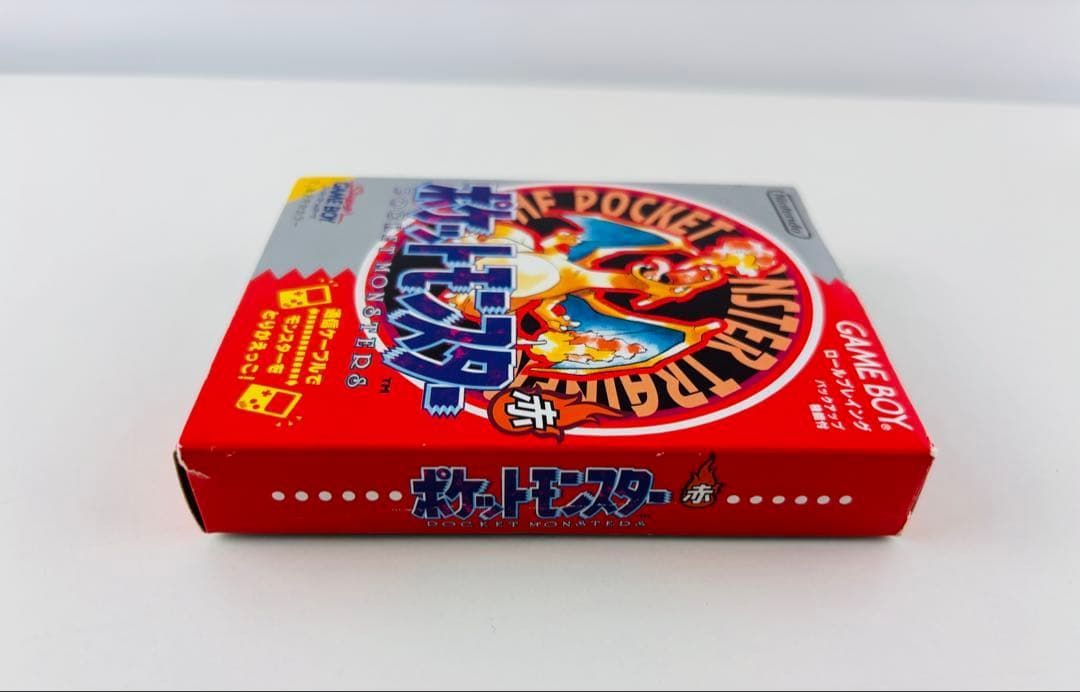 Nintendo
GAME BOY®
ロールプレイング
バックアップ
機能付
THE POCKET
MONSTER TRAINER
ポケットモンスター
POCKET MONSTERS
TM
赤
GAME BOY
通信ケーブルで
モンスターを
とりかえっこ!
ポケットモンスター
POCKET MONSTERS
赤